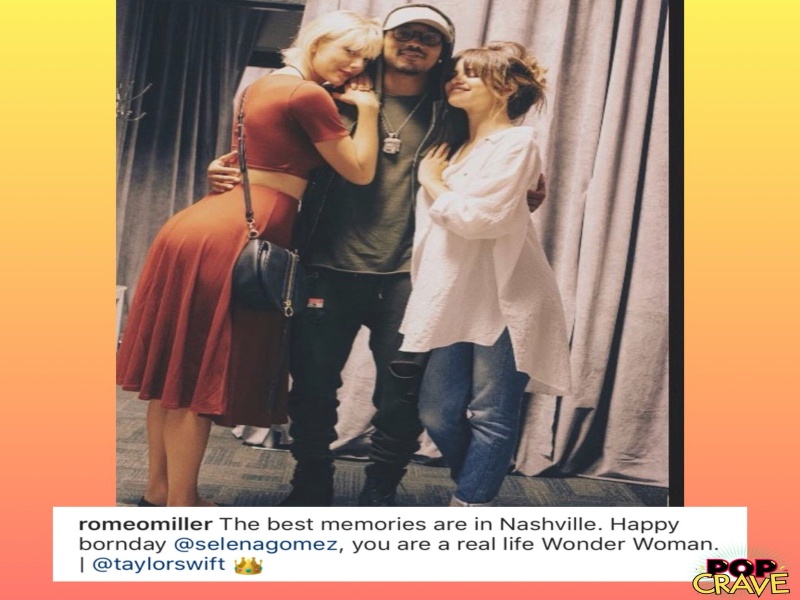 romeomiller The best memories are in Nashville. Happy
bornday @selenagomez, you are a real life Wonder Woman.
| @taylorswift 👑
POP
CRAVE